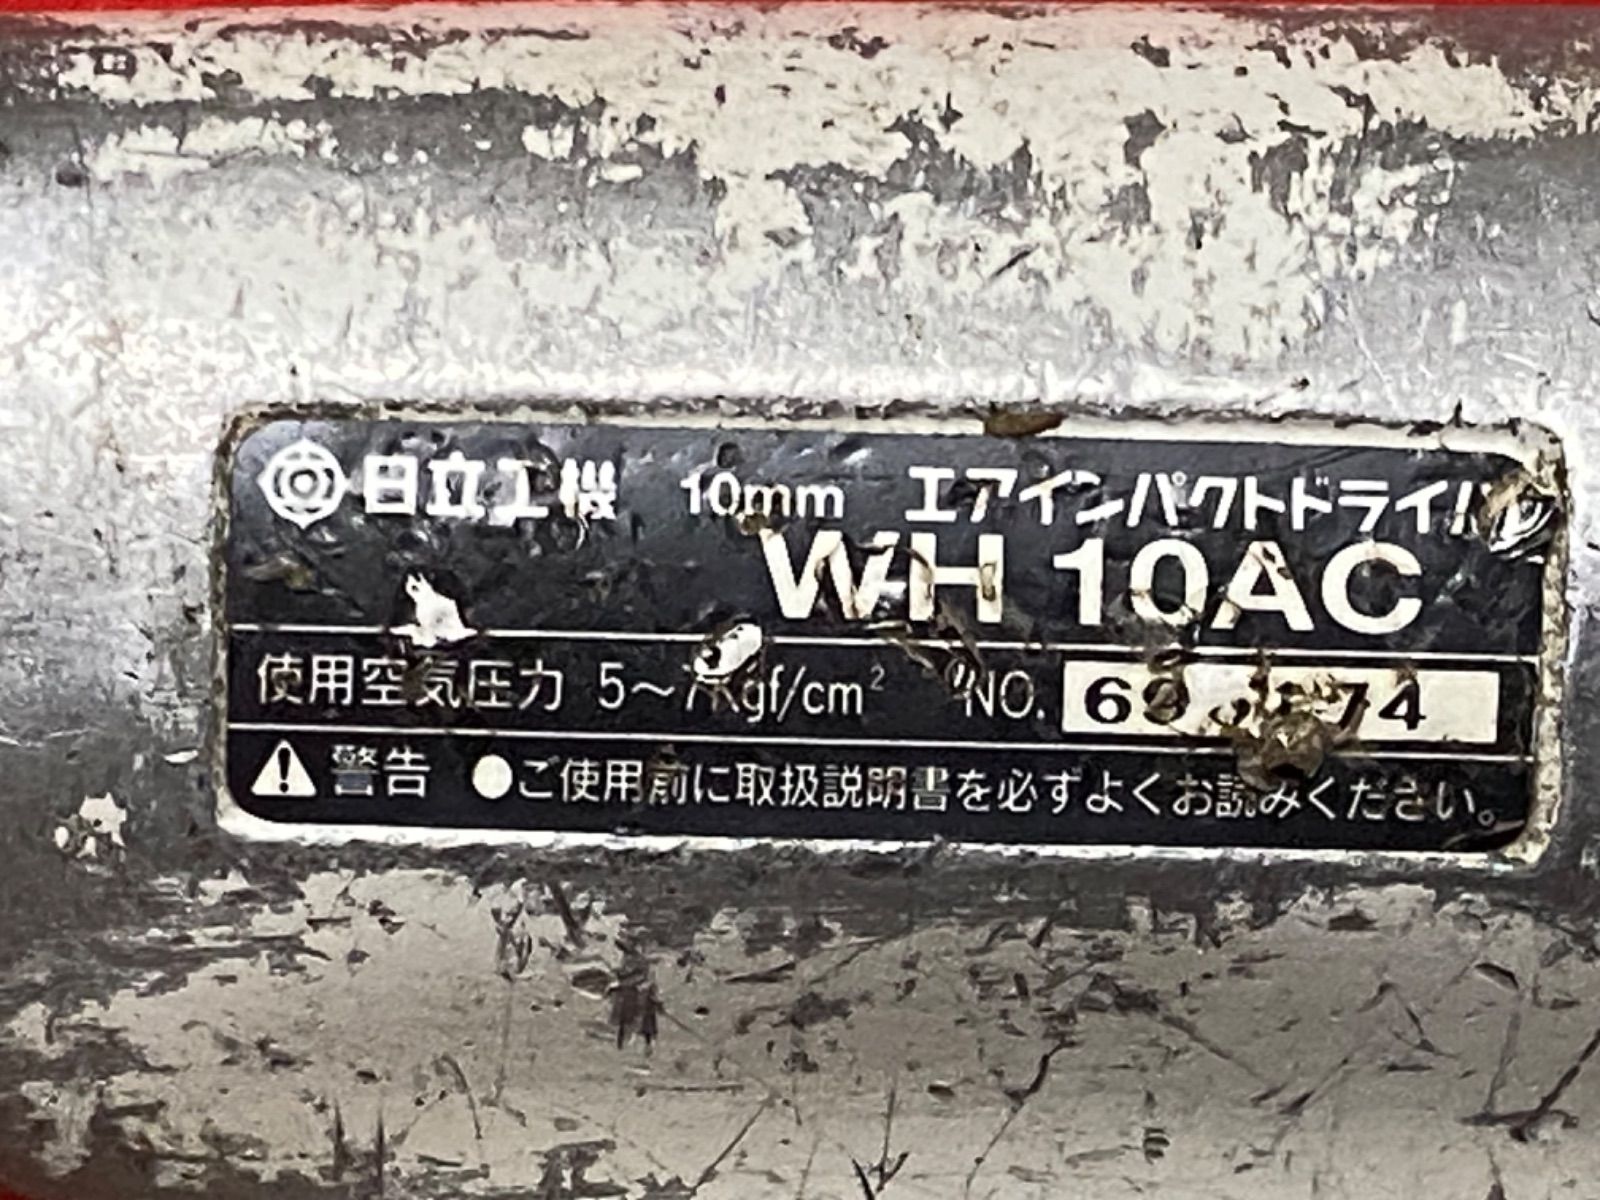 日立工機 10mm エアインパクトドライバ
WH 10AC
使用空気圧力 5～7Kgf/cm² NO.
⚠警告 ●ご使用前に取扱説明書を必ずよくお読みください。